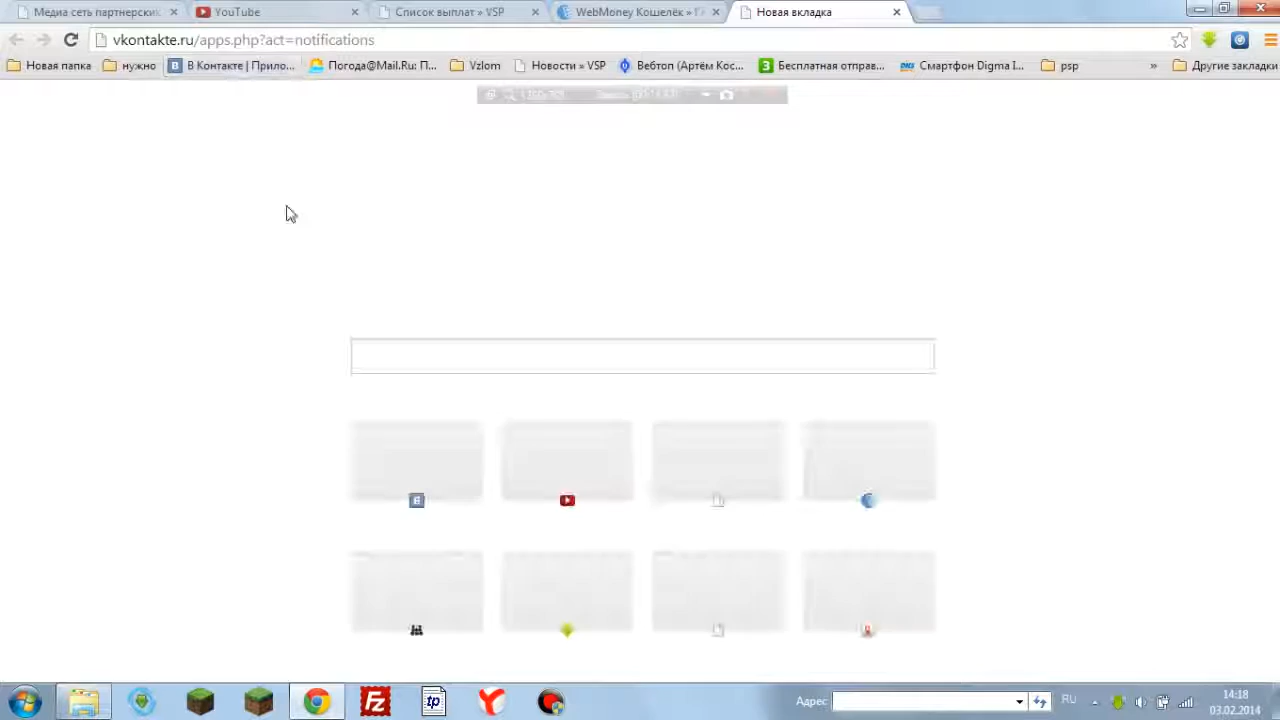 Медиа сеть партнерски
YouTube
Список выплат » VSP
WebMoney Кошелёк »
Новая вкладка
vkontakte.ru/apps.php?act=notifications
Новая папка
нужно
В Контакте | Прило...
Погода@Mail.Ru: П...
Vzlom
Новости » VSP
Вебтоп (Артём Кос...
Бесплатная отправ...
Смартфон Digma I...
psp
»
Другие закладки
Адрес
RU
14:18
03.02.2014